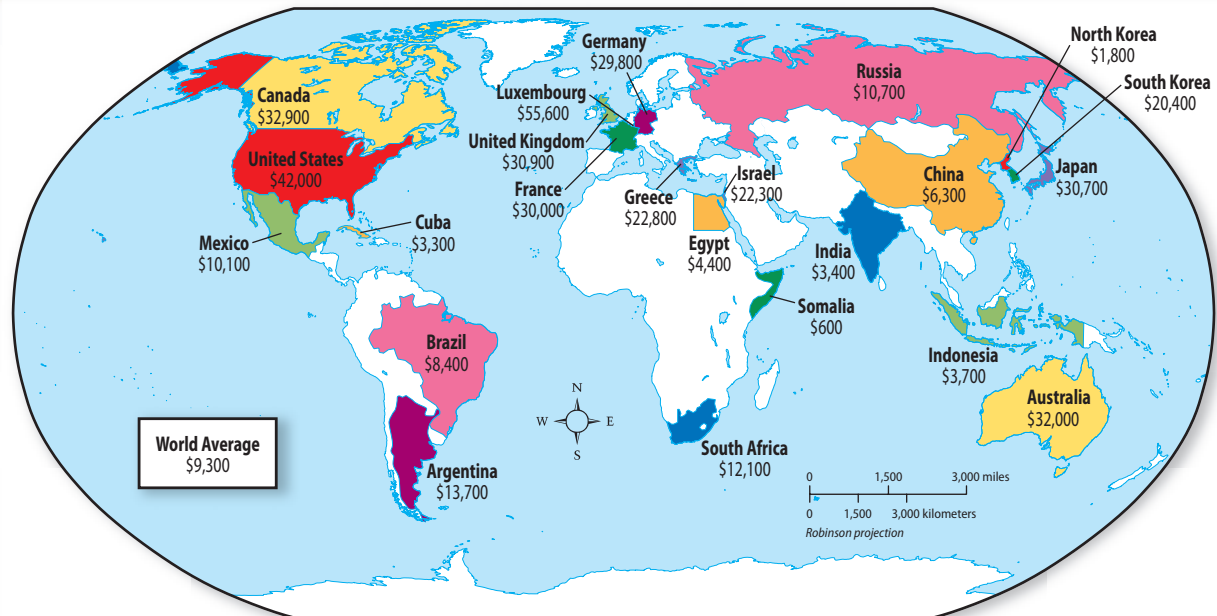 Canada
$32,900
United States
$42,000
Mexico
$10,100
Cuba
$3,300
Brazil
$8,400
Argentina
$13,700
World Average
$9,300
Germany
$29,800
Luxembourg
$55,600
United Kingdom
$30,900
France
$30,000
Greece
$22,800
Israel
$22,300
Egypt
$4,400
Somalia
$600
South Africa
$12,100
Russia
$10,700
North Korea
$1,800
South Korea
$20,400
Japan
$30,700
China
$6,300
India
$3,400
Indonesia
$3,700
Australia
$32,000
N
W E
S
0 1,500 3,000 miles
0 1,500 3,000 kilometers
Robinson projection